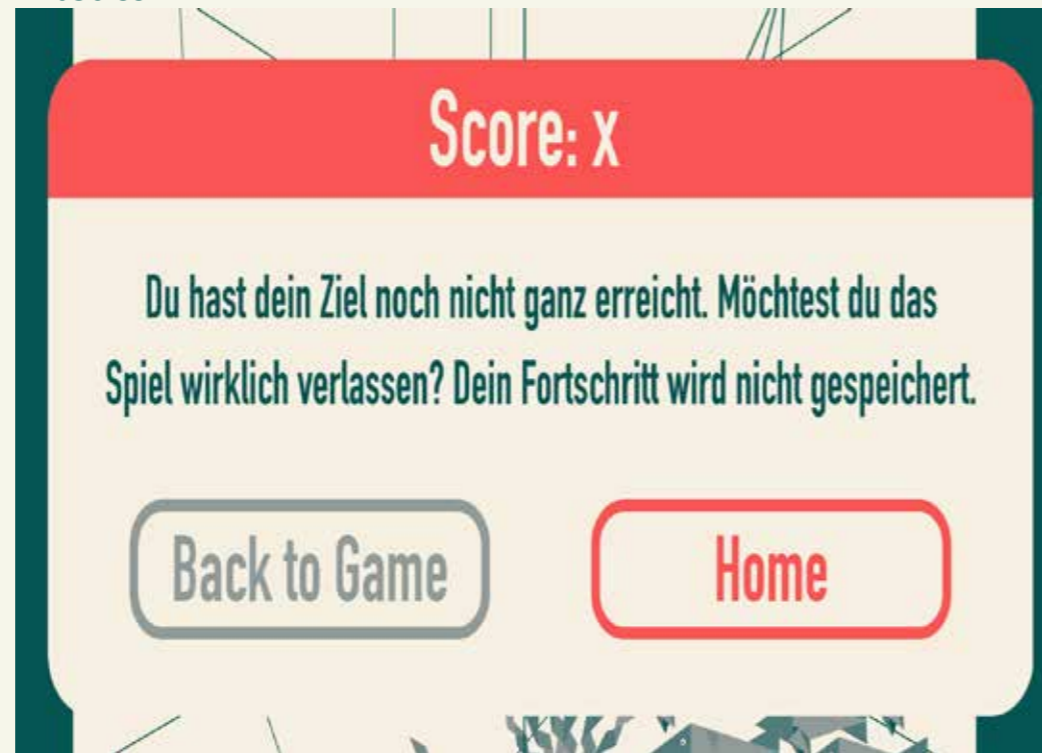 Score: x
Du hast dein Ziel noch nicht ganz erreicht. Möchtest du das
Spiel wirklich verlassen? Dein Fortschritt wird nicht gespeichert.
Back to Game
Home